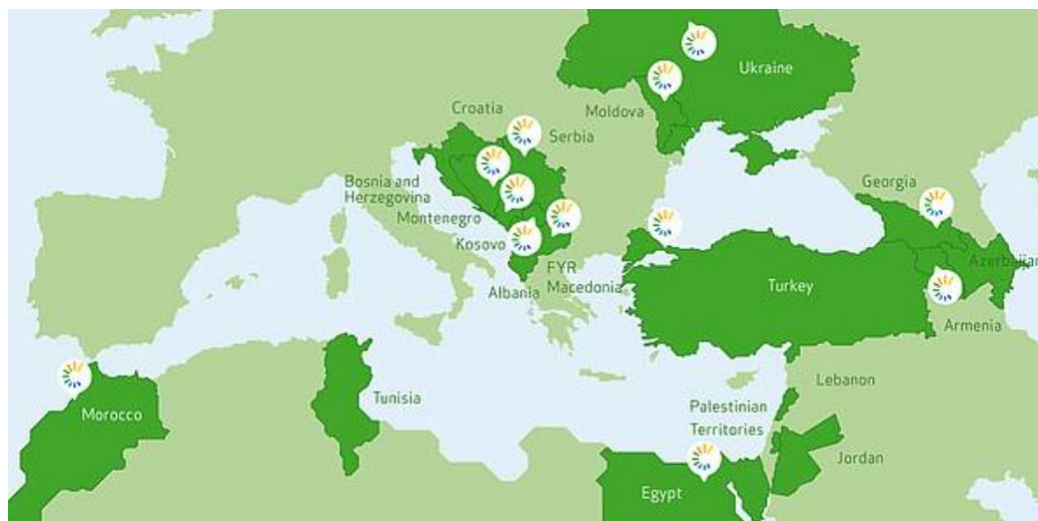 Ukraine
Moldova
Croatia
Serbia
Bosnia and
Herzegovina
Montenegro
Kosovo
FYR
Macedonia
Albania
Georgia
Azerbaijan
Armenia
Turkey
Lebanon
Palestinian
Territories
Jordan
Egypt
Tunisia
Morocco